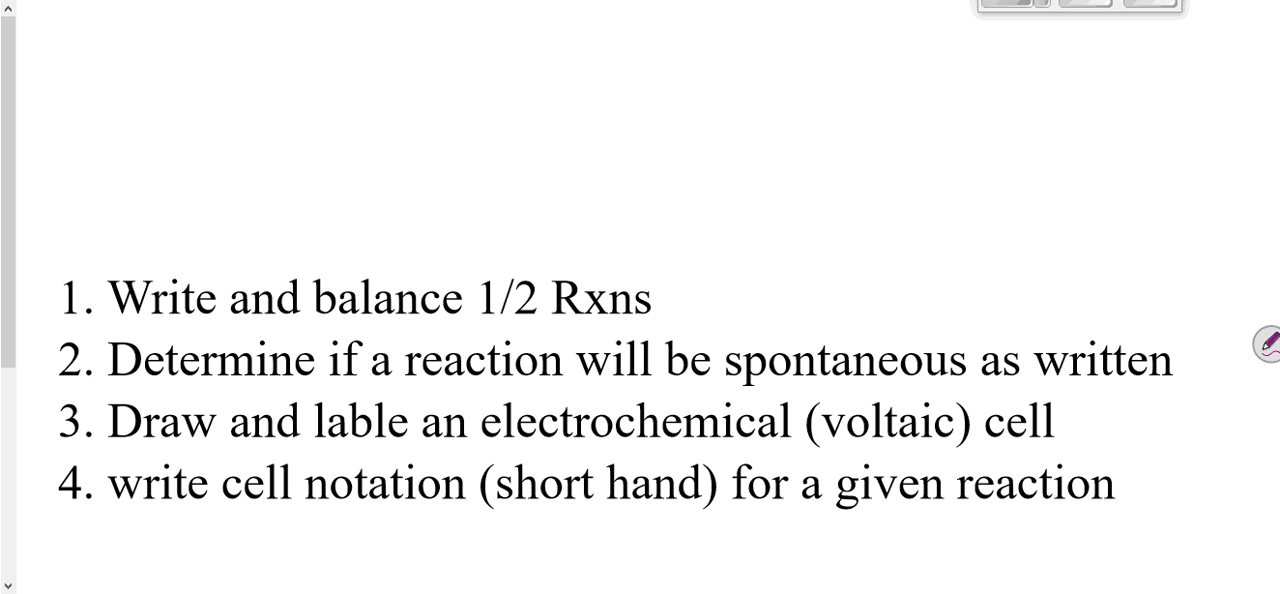 1. Write and balance 1/2 Rxns
2. Determine if a reaction will be spontaneous as written
3. Draw and lable an electrochemical (voltaic) cell
4. write cell notation (short hand) for a given reaction